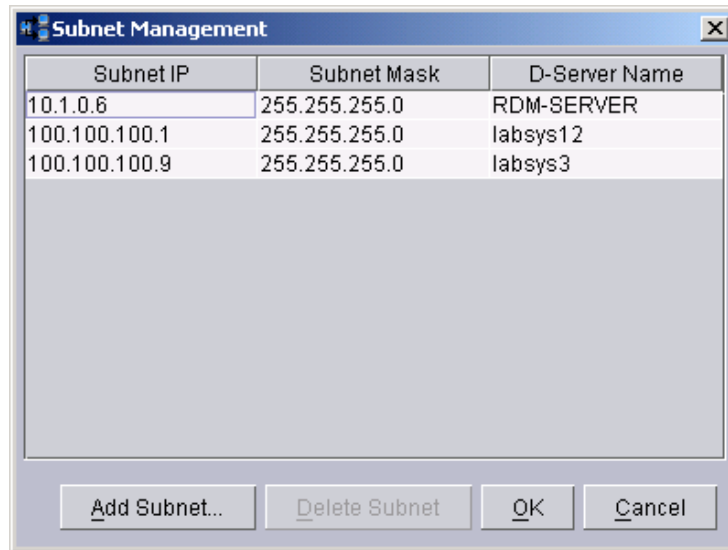 Subnet Management
Subnet IP Subnet Mask D-Server Name
10.1.0.6 255.255.255.0 RDM-SERVER
100.100.100.1 255.255.255.0 labsys12
100.100.100.9 255.255.255.0 labsys3
Add Subnet... Delete Subnet OK Cancel